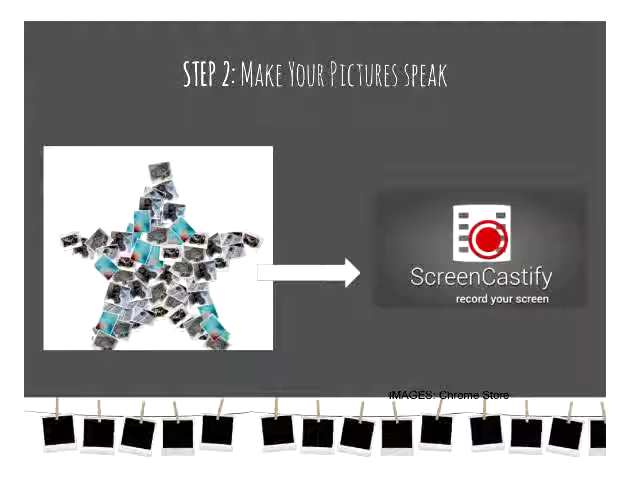 STEP 2: MAKE YOUR PICTURES SPEAK
ScreenCastify
record your screen
IMAGES: Chrome Store